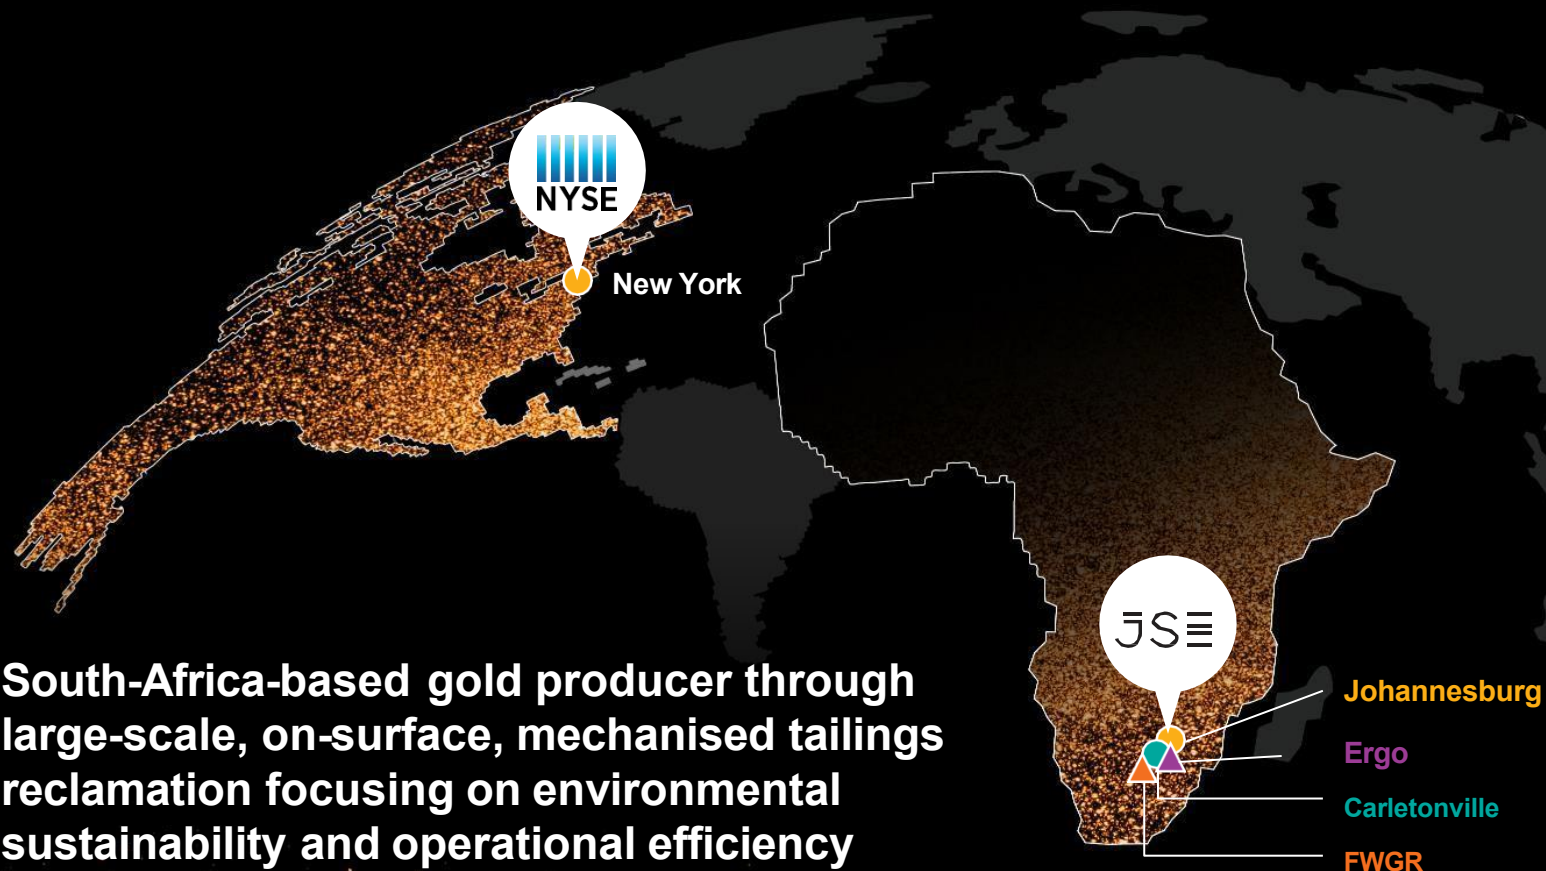 NYSE
New York
JSE
Johannesburg
Ergo
Carletonville
FWGR
South-Africa-based gold producer through
large-scale, on-surface, mechanised tailings
reclamation focusing on environmental
sustainability and operational efficiency